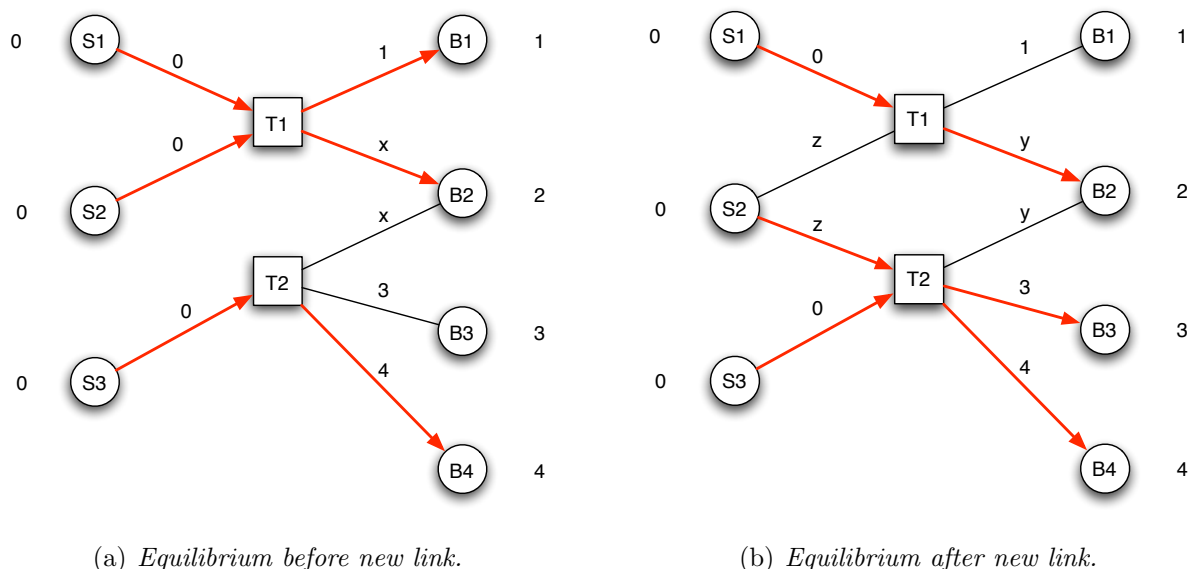 0 S1 0 1 B1 1
T1
0 x
0 S2 B2 2
x
T2
0 3
B3 3
0 S3 4
B4 4
(a) Equilibrium before new link.
0 S1 0 1 B1 1
T1
z y
0 S2 B2 2
z y
T2
0 3
B3 3
0 S3 4
B4 4
(b) Equilibrium after new link.